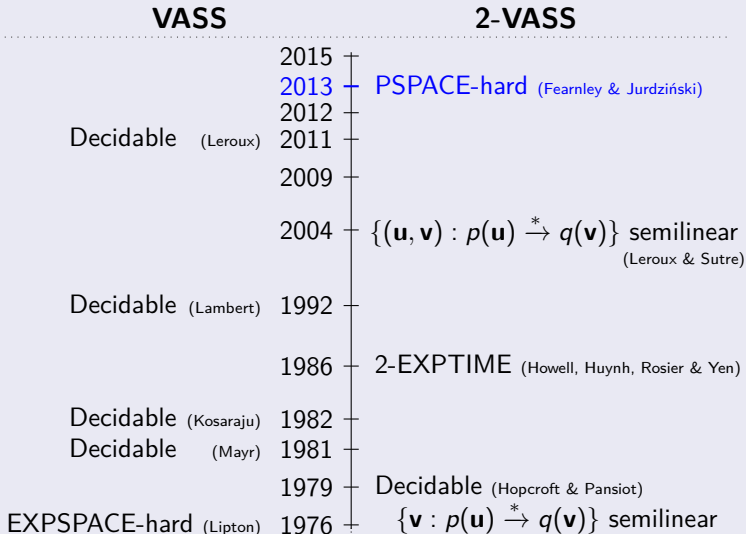 VASS 2-VASS
2015
2013 PSPACE-hard (Fearnley & Jurdziński)
2012
Decidable (Leroux) 2011
2009
2004 {(u, v) : p(u) →* q(v)} semilinear
(Leroux & Sutre)
Decidable (Lambert) 1992
1986 2-EXPTIME (Howell, Huynh, Rosier & Yen)
Decidable (Kosaraju) 1982
Decidable (Mayr) 1981
1979 Decidable (Hopcroft & Pansiot)
EXPSPACE-hard (Lipton) 1976 {v : p(u) →* q(v)} semilinear